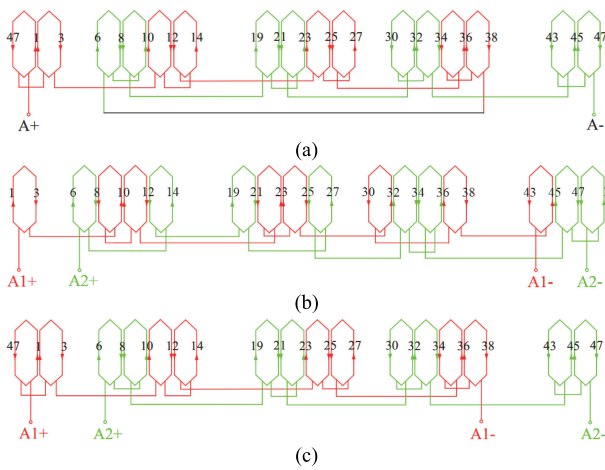 47 1 3 6 8 10 12 14 19 21 23 25 27 30 32 34 36 38 43 45 47
A+ A-
(a)
1 3 6 8 10 12 14 19 21 23 25 27 30 32 34 36 38 43 45 47
A1+ A2+ A1- A2-
(b)
47 1 3 6 8 10 12 14 19 21 23 25 27 30 32 34 36 38 43 45 47
A1+ A2+ A1- A2-
(c)